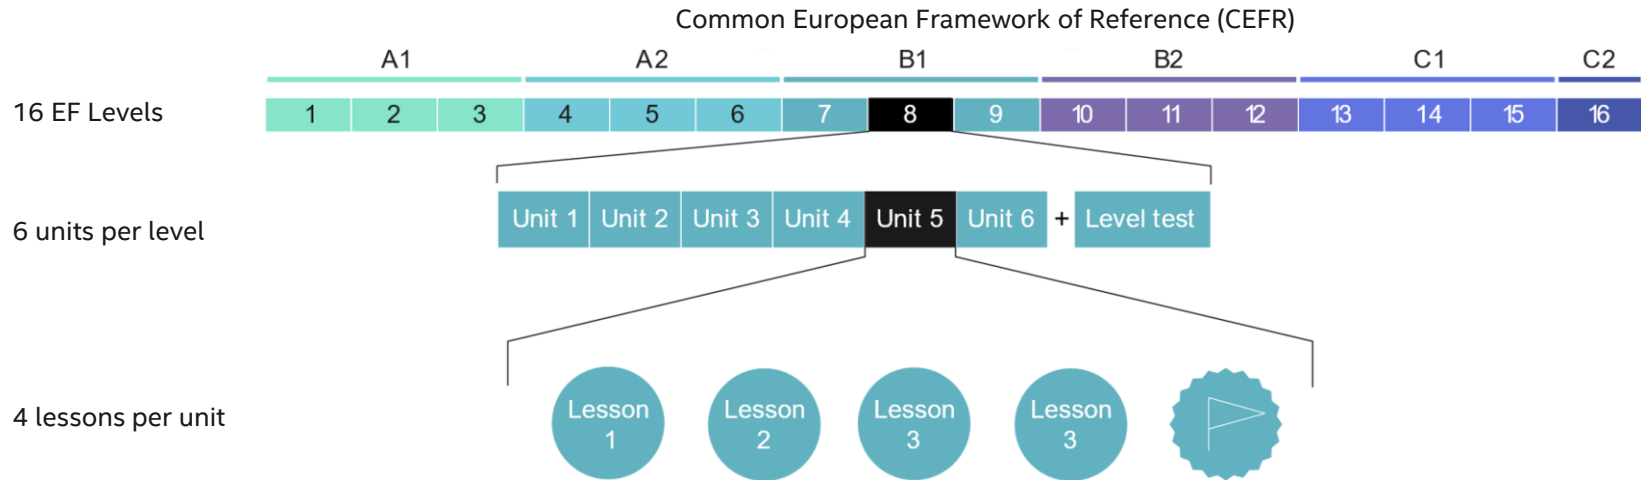 Common European Framework of Reference (CEFR)
A1 A2 B1 B2 C1 C2
16 EF Levels 1 2 3 4 5 6 7 8 9 10 11 12 13 14 15 16
6 units per level Unit 1 Unit 2 Unit 3 Unit 4 Unit 5 Unit 6 + Level test
4 lessons per unit
Lesson 1
Lesson 2
Lesson 3
Lesson 3